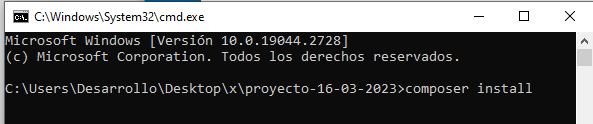 C:\Windows\System32\cmd.exe
Microsoft Windows [Versión 10.0.19044.2728]
(c) Microsoft Corporation. Todos los derechos reservados.
C:\Users\Desarrollo\Desktop\x\proyecto-16-03-2023>composer install